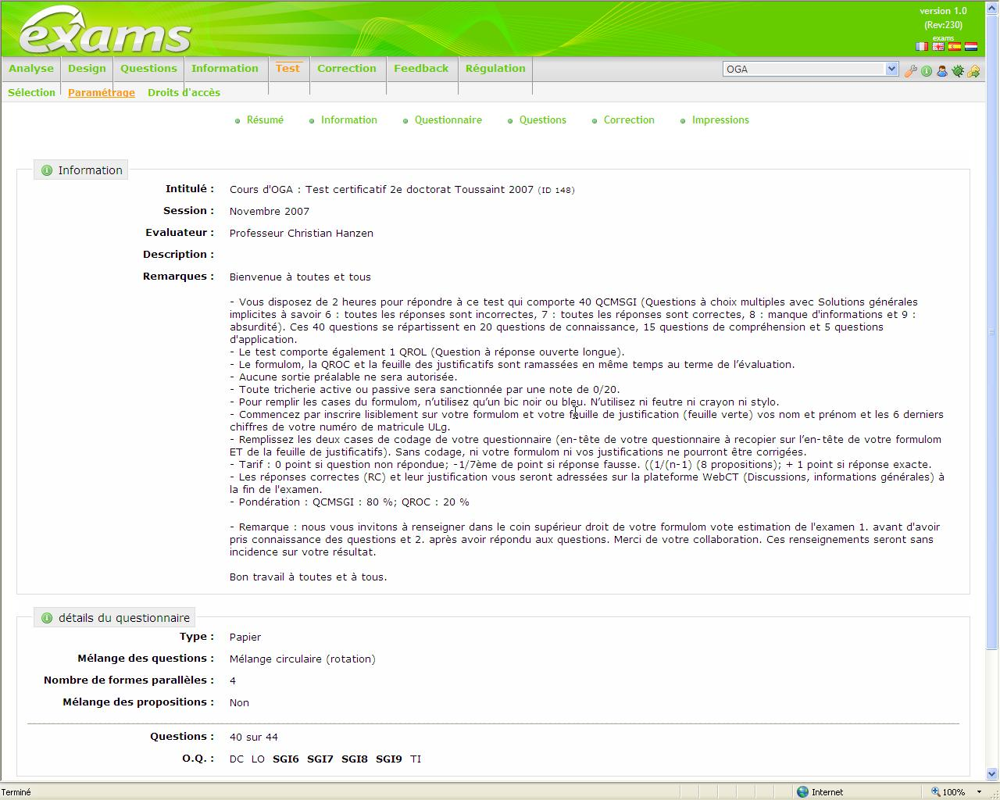 exams
version 1.0
(Rev:230)
exams
Analyse Design Questions Information Test Correction Feedback Régulation
OGA
Sélection Paramétrage Droits d'accès
Résumé Information Questionnaire Questions Correction Impressions
Information
Intitulé : Cours d'OGA : Test certificatif 2e doctorat Toussaint 2007 (ID 148)
Session : Novembre 2007
Evaluateur : Professeur Christian Hanzen
Description :
Remarques : Bienvenue à toutes et tous
- Vous disposez de 2 heures pour répondre à ce test qui comporte 40 QCMSGI (Questions à choix multiples avec Solutions générales
implicites à savoir 6 : toutes les réponses sont incorrectes, 7 : toutes les réponses sont correctes, 8 : manque d'informations et 9 :
absurdité). Ces 40 questions se répartissent en 20 questions de connaissance, 15 questions de compréhension et 5 questions
d'application.
- Le test comporte également 1 QROL (Question à réponse ouverte longue).
- Le formulom, la QROC et la feuille des justificatifs sont ramassées en même temps au terme de l’évaluation.
- Aucune sortie préalable ne sera autorisée.
- Toute tricherie active ou passive sera sanctionnée par une note de 0/20.
- Pour remplir les cases du formulom, n’utilisez qu’un bic noir ou bleu. N’utilisez ni feutre ni crayon ni stylo.
- Commencez par inscrire lisiblement sur votre formulom et votre feuille de justification (feuille verte) vos nom et prénom et les 6 derniers
chiffres de votre numéro de matricule ULg.
- Remplissez les deux cases de codage de votre questionnaire (en-tête de votre questionnaire à recopier sur l’en-tête de votre formulom
ET de la feuille de justificatifs). Sans codage, ni votre formulom ni vos justifications ne pourront être corrigées.
- Tarif : 0 point si question non répondue; -1/7ème de point si réponse fausse. ((1/(n-1) (8 propositions); + 1 point si réponse exacte.
- Les réponses correctes (RC) et leur justification vous seront adressées sur la plateforme WebCT (Discussions, informations générales) à
la fin de l'examen.
- Pondération : QCMSGI : 80 %; QROC : 20 %
- Remarque : nous vous invitons à renseigner dans le coin supérieur droit de votre formulom vote estimation de l'examen 1. avant d'avoir
pris connaissance des questions et 2. après avoir répondu aux questions. Merci de votre collaboration. Ces renseignements seront sans
incidence sur votre résultat.
Bon travail à toutes et à tous.
détails du questionnaire
Type : Papier
Mélange des questions : Mélange circulaire (rotation)
Nombre de formes parallèles : 4
Mélange des propositions : Non
Questions : 40 sur 44
O.Q. : DC LO SGI6 SGI7 SGI8 SGI9 TI
Terminé Internet 100%